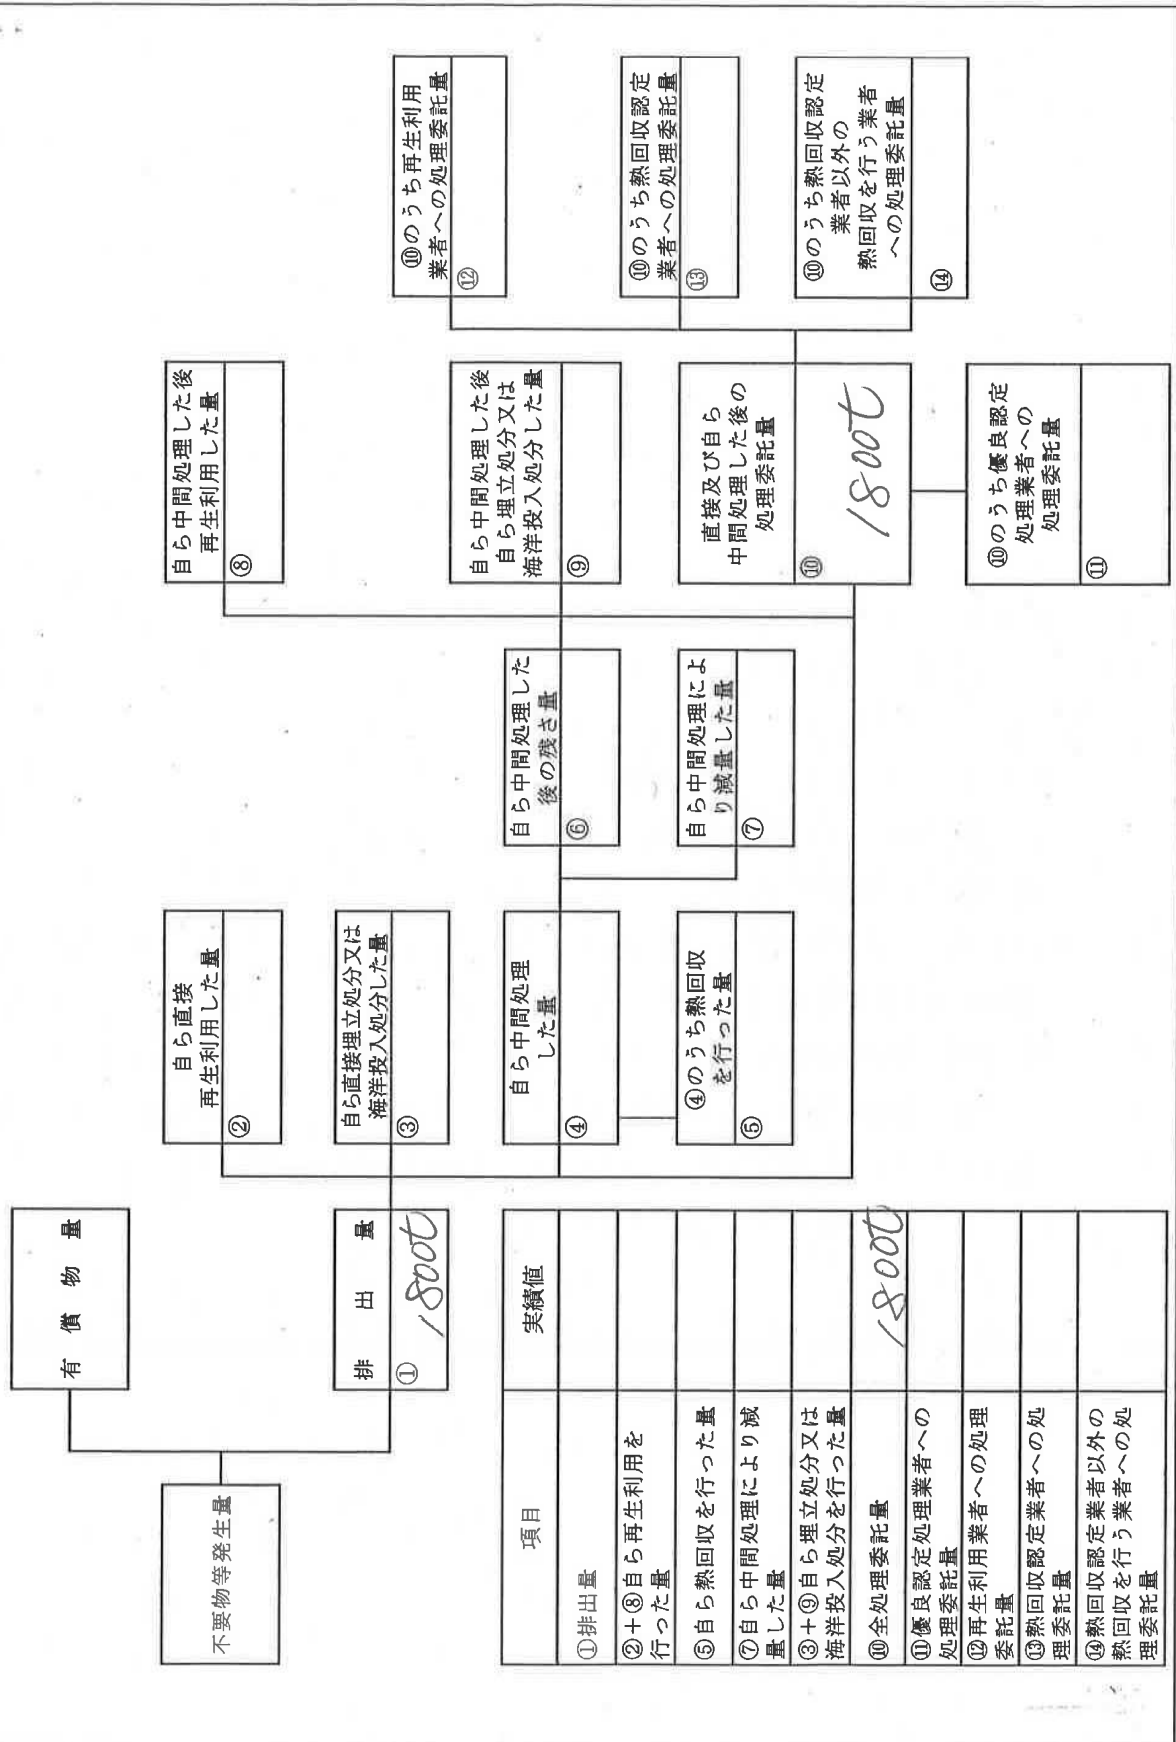 不要物等発生量
有償物量
排出量
①
1800t
自ら直接
再生利用した量
②
自ら直接埋立処分又は
海洋投入処分した量
③
自ら中間処理
した量
④
④のうち熱回収
を行った量
⑤
自ら中間処理した
後の残さ量
⑥
自ら中間処理によ
り減量した量
⑦
自ら中間処理した後
再生利用した量
⑧
自ら中間処理した後
自ら埋立処分又は
海洋投入処分した量
⑨
直接及び自ら
中間処理した後の
処理委託量
⑩
1800t
⑩のうち優良認定
処理業者への
処理委託量
⑪
⑩のうち再生利用
業者への処理委託量
⑫
⑩のうち熱回収認定
業者への処理委託量
⑬
⑩のうち熱回収認定
業者以外の
熱回収を行う業者
への処理委託量
⑭
項目 実績値
①排出量
②+⑧自ら再生利用を
行った量
⑤自ら熱回収を行った量
⑦自ら中間処理により減
量した量
③+⑨自ら埋立処分又は
海洋投入処分を行った量
⑩全処理委託量 1800t
⑪優良認定処理業者への
処理委託量
⑫再生利用業者への処理
委託量
⑬熱回収認定業者への処
理委託量
⑭熱回収認定業者以外の
熱回収を行う業者への処
理委託量